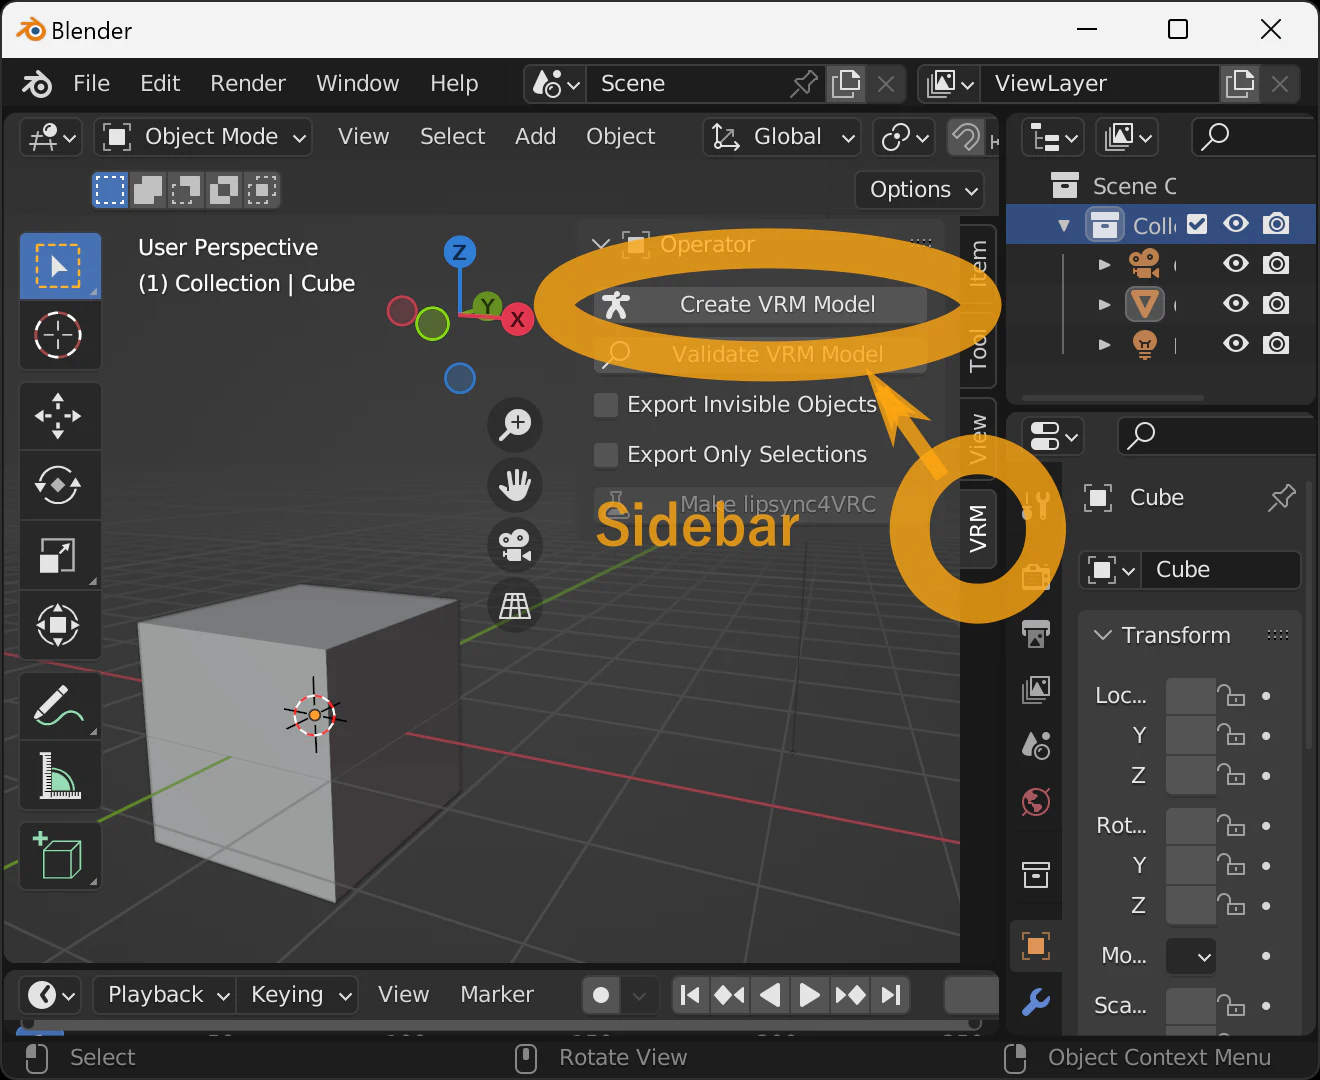 Blender
File Edit Render Window Help Scene ViewLayer
Object Mode View Select Add Object Global
Options
Scene C
User Perspective
(1) Collection | Cube
Z
Y
X
Operator
Create VRM Model
Validate VRM Model
Export Invisible Objects
Export Only Selections
Make lipsync4VRC
Sidebar
Item
Tool
View
VRM
Coll
Cube
Cube
Transform
Loc...
Y
Z
Rot...
Y
Z
Mo...
Sca...
Playback Keying View Marker
Select Rotate View Object Context Menu